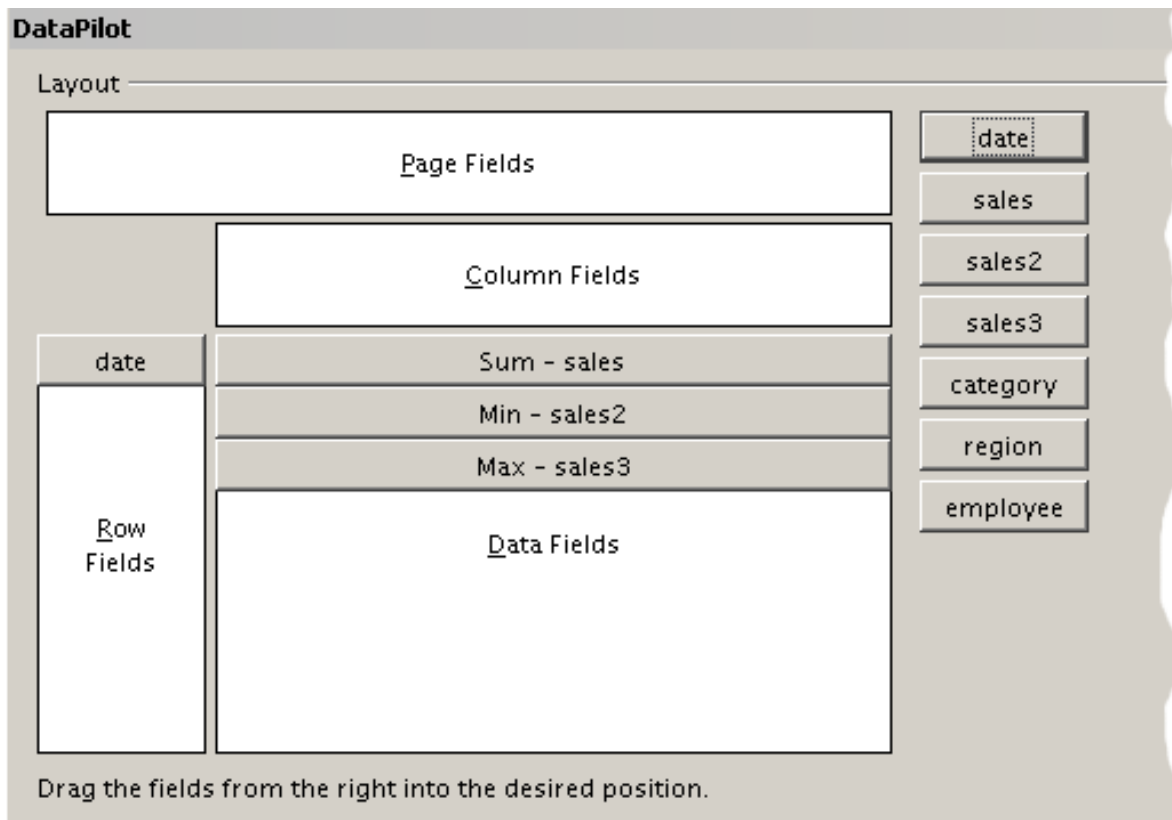 DataPilot
Layout
Page Fields
date
sales
Column Fields
sales2
sales3
date
Sum - sales
category
Min - sales2
region
Max - sales3
employee
Row
Fields
Data Fields
Drag the fields from the right into the desired position.